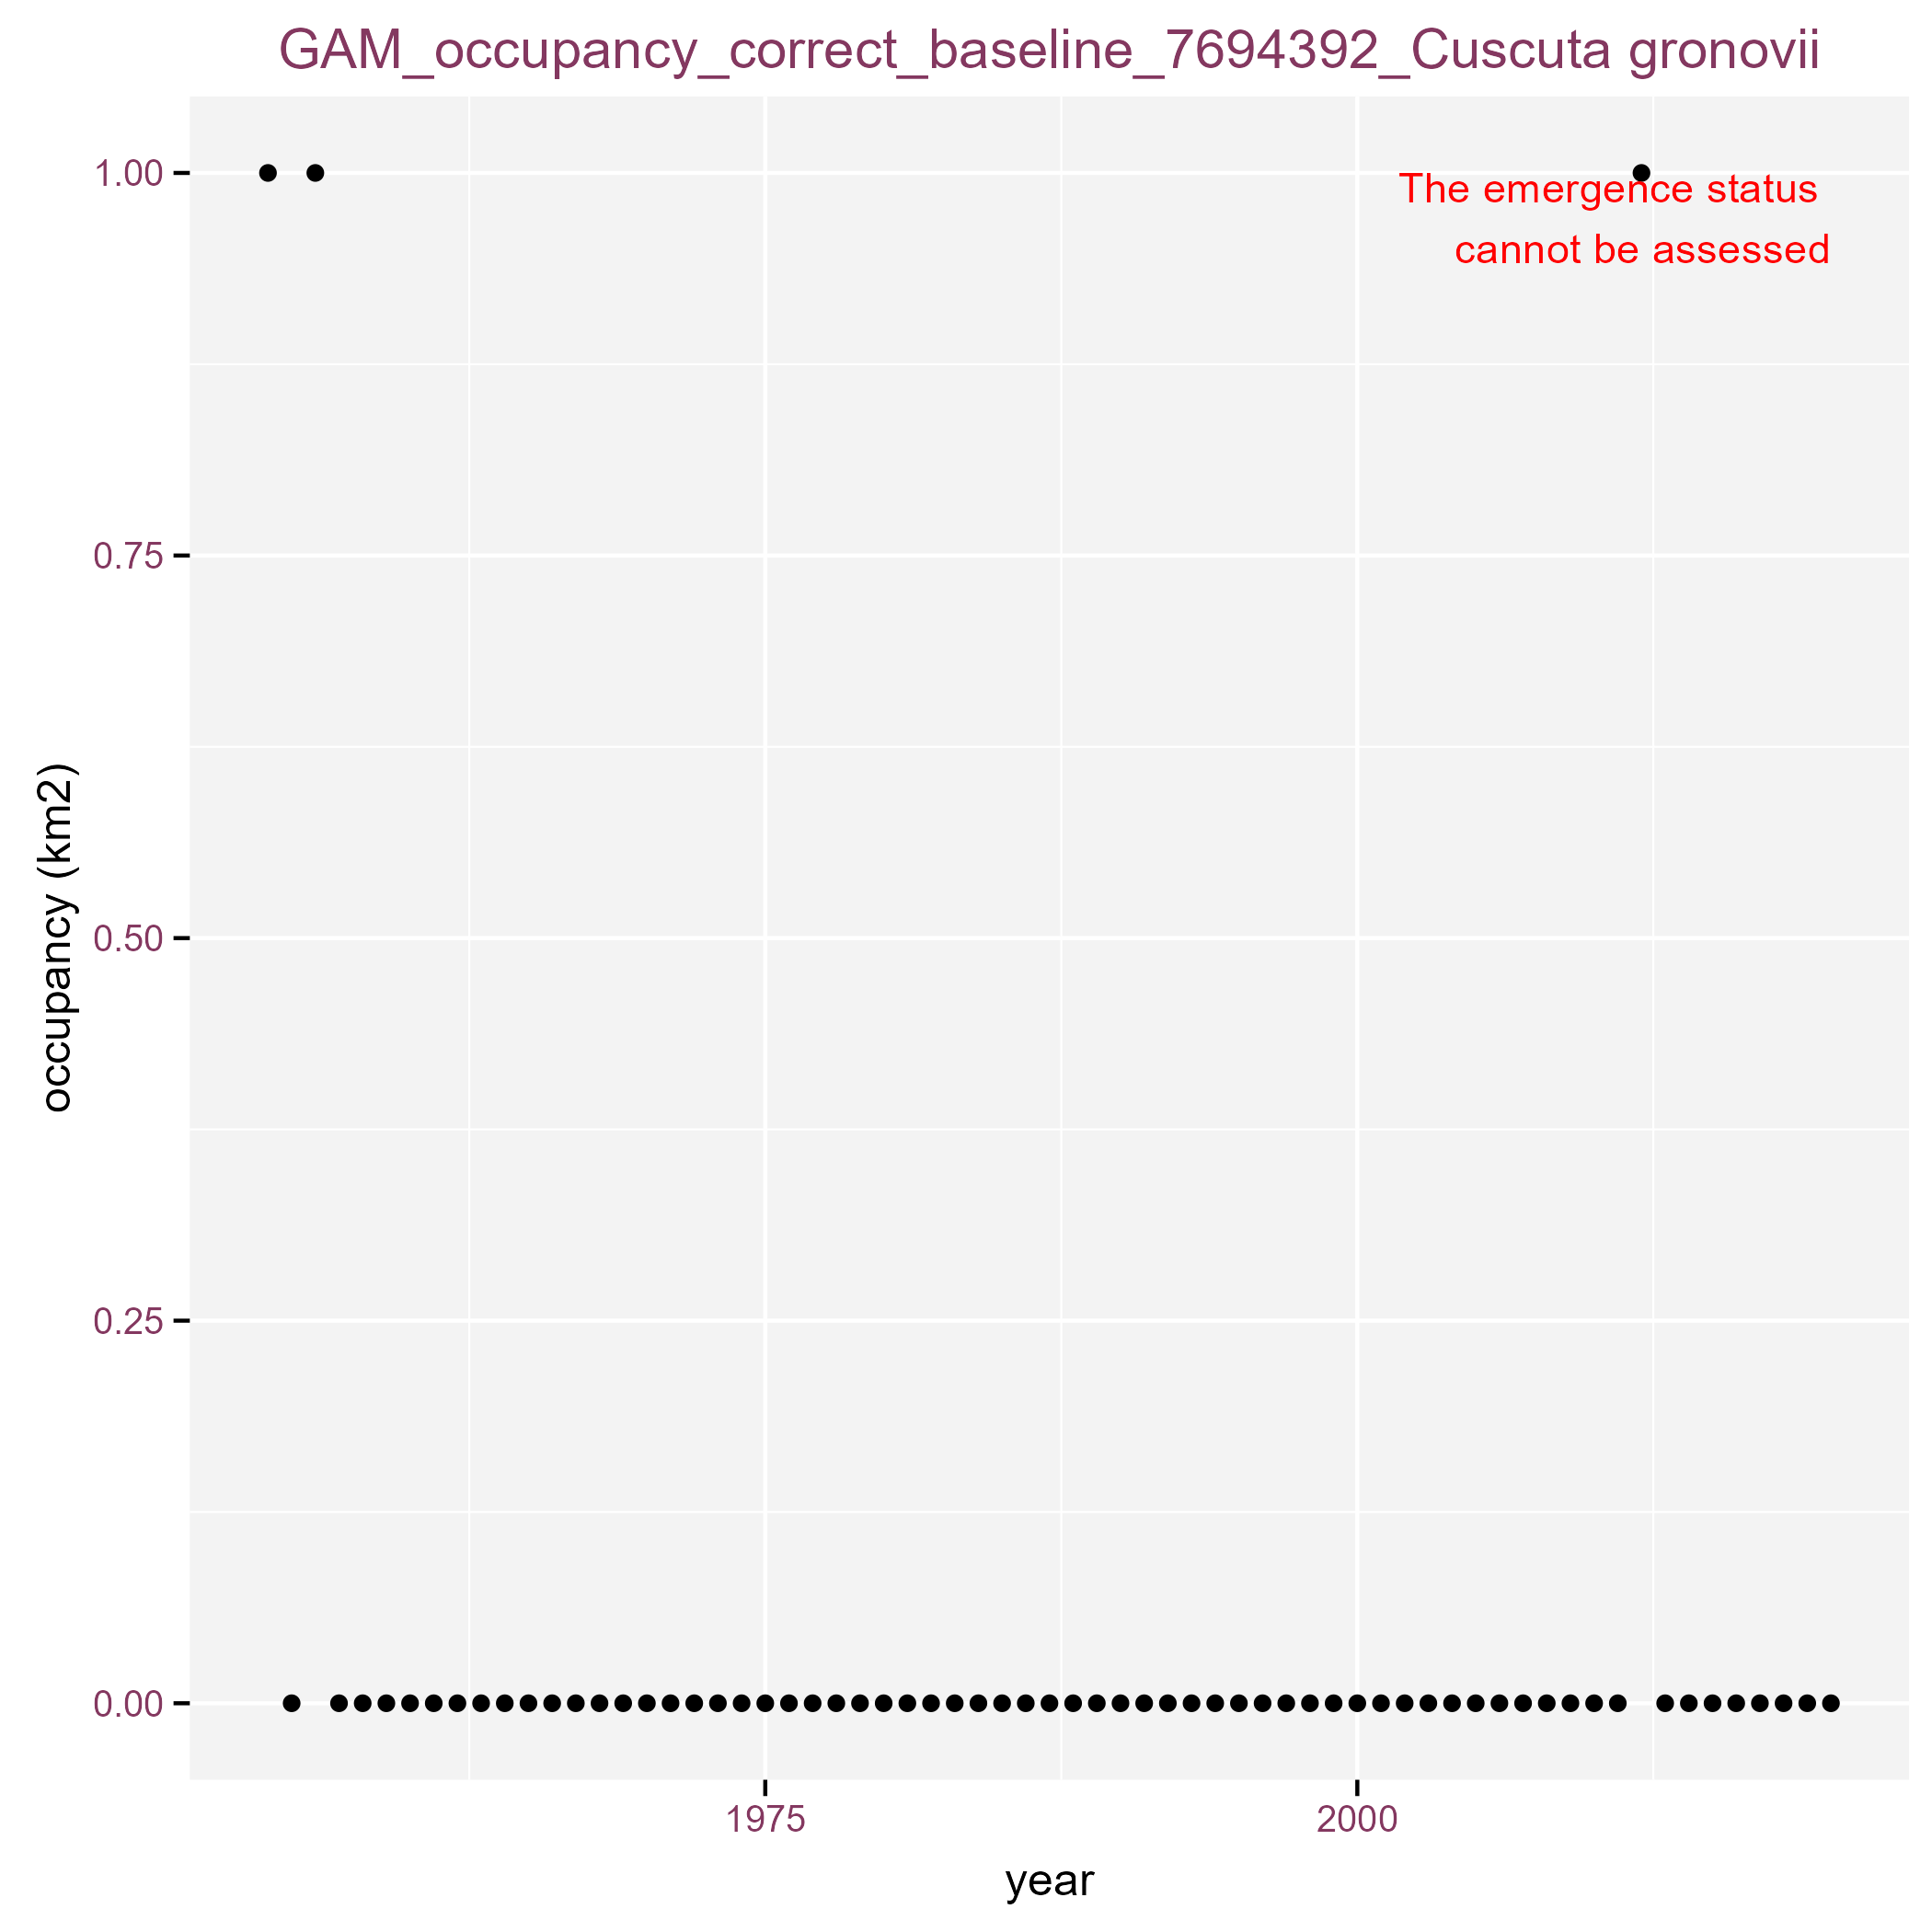 GAM_occupancy_correct_baseline_7694392_Cuscuta gronovii
1.00
The emergence status
cannot be assessed
0.75
occupancy (km2)
0.50
0.25
0.00
1975
2000
year